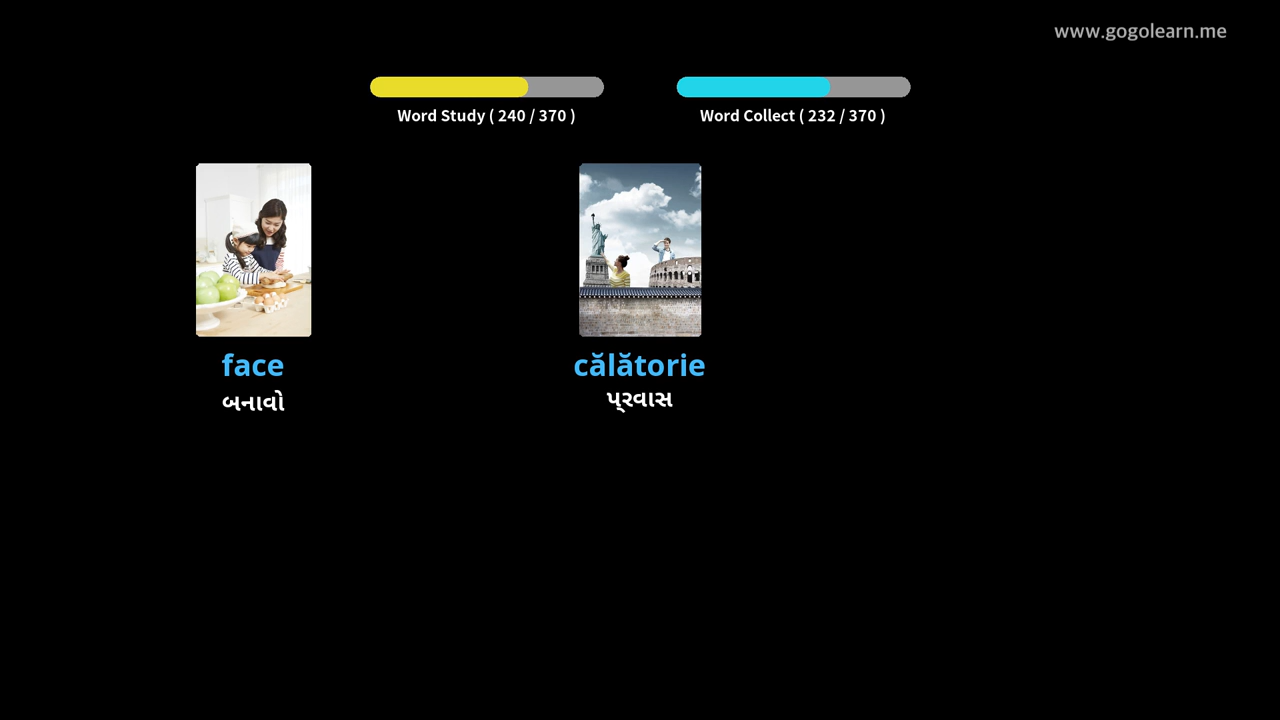 www.gogolearn.me
Word Study ( 240 / 370 )
Word Collect ( 232 / 370 )
face
બનાવો
călătorie
પ્રવાસ